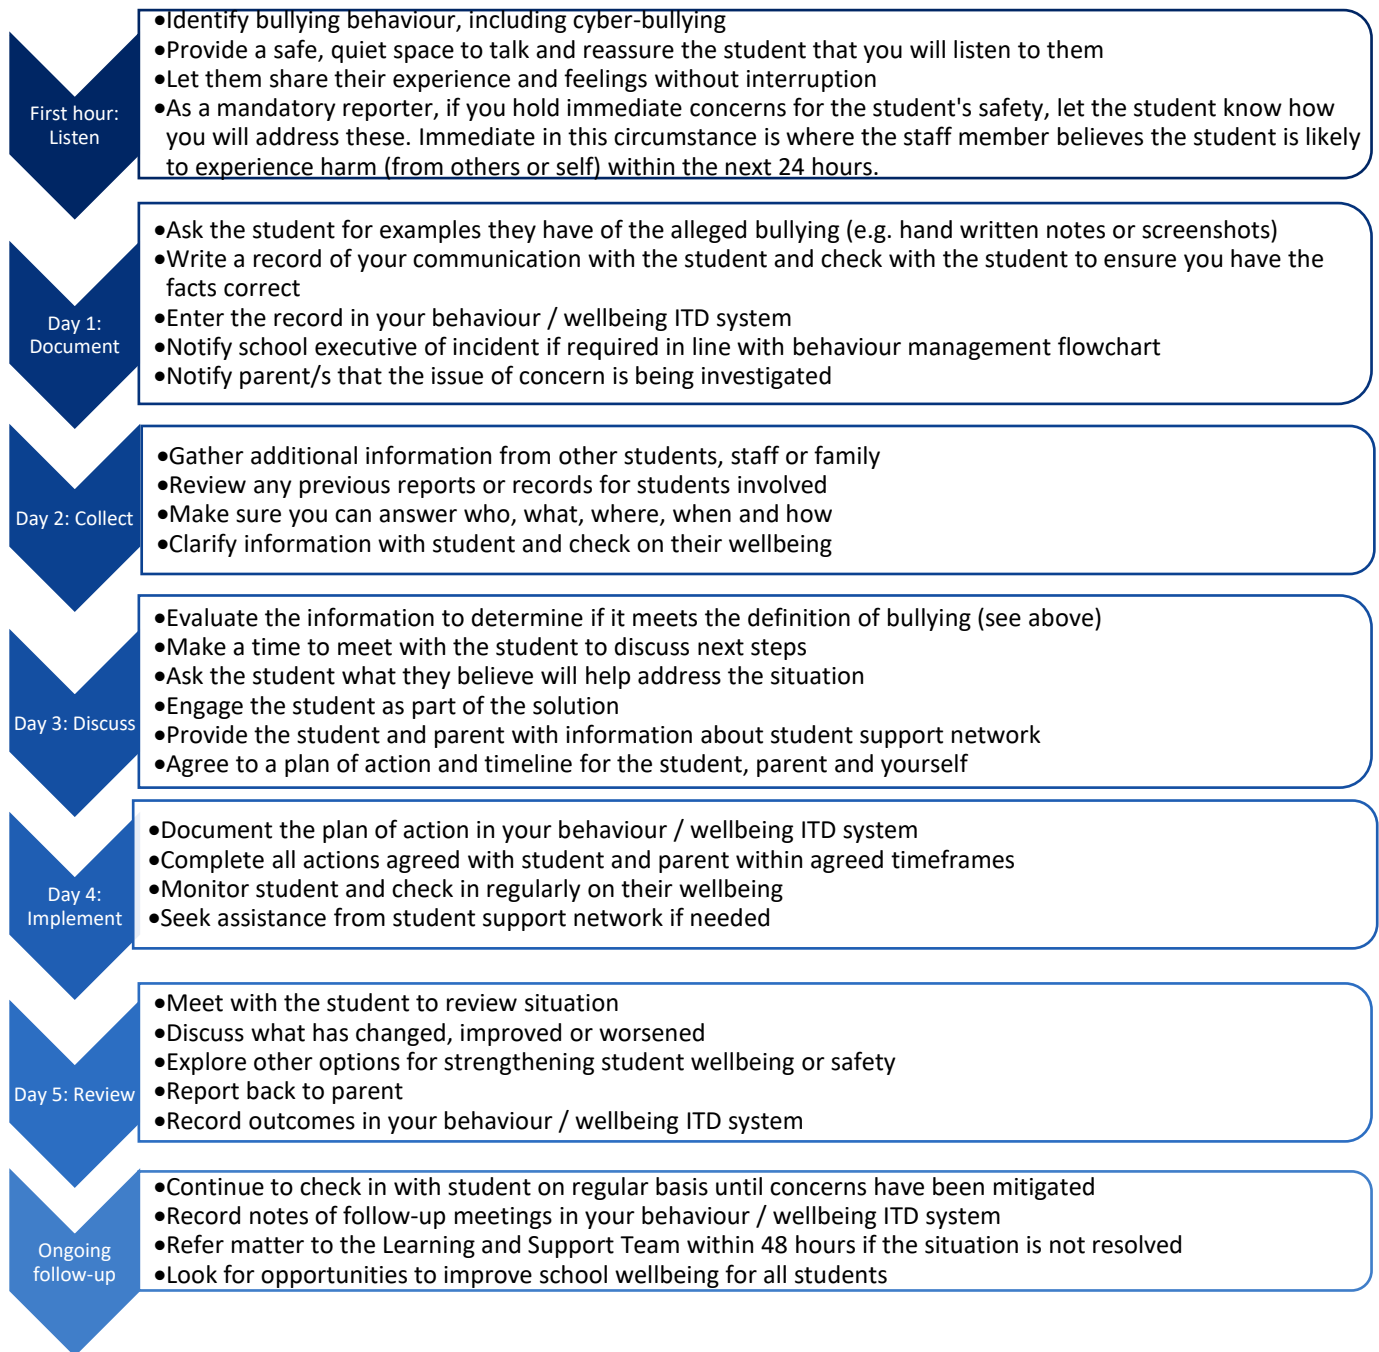 First hour:
Listen
•Identify bullying behaviour, including cyber-bullying
•Provide a safe, quiet space to talk and reassure the student that you will listen to them
•Let them share their experience and feelings without interruption
•As a mandatory reporter, if you hold immediate concerns for the student's safety, let the student know how
you will address these. Immediate in this circumstance is where the staff member believes the student is likely
to experience harm (from others or self) within the next 24 hours.
Day 1:
Document
•Ask the student for examples they have of the alleged bullying (e.g. hand written notes or screenshots)
•Write a record of your communication with the student and check with the student to ensure you have the
facts correct
•Enter the record in your behaviour / wellbeing ITD system
•Notify school executive of incident if required in line with behaviour management flowchart
•Notify parent/s that the issue of concern is being investigated
Day 2: Collect
•Gather additional information from other students, staff or family
•Review any previous reports or records for students involved
•Make sure you can answer who, what, where, when and how
•Clarify information with student and check on their wellbeing
Day 3: Discuss
•Evaluate the information to determine if it meets the definition of bullying (see above)
•Make a time to meet with the student to discuss next steps
•Ask the student what they believe will help address the situation
•Engage the student as part of the solution
•Provide the student and parent with information about student support network
•Agree to a plan of action and timeline for the student, parent and yourself
Day 4:
Implement
•Document the plan of action in your behaviour / wellbeing ITD system
•Complete all actions agreed with student and parent within agreed timeframes
•Monitor student and check in regularly on their wellbeing
•Seek assistance from student support network if needed
Day 5: Review
•Meet with the student to review situation
•Discuss what has changed, improved or worsened
•Explore other options for strengthening student wellbeing or safety
•Report back to parent
•Record outcomes in your behaviour / wellbeing ITD system
Ongoing
follow-up
•Continue to check in with student on regular basis until concerns have been mitigated
•Record notes of follow-up meetings in your behaviour / wellbeing ITD system
•Refer matter to the Learning and Support Team within 48 hours if the situation is not resolved
•Look for opportunities to improve school wellbeing for all students